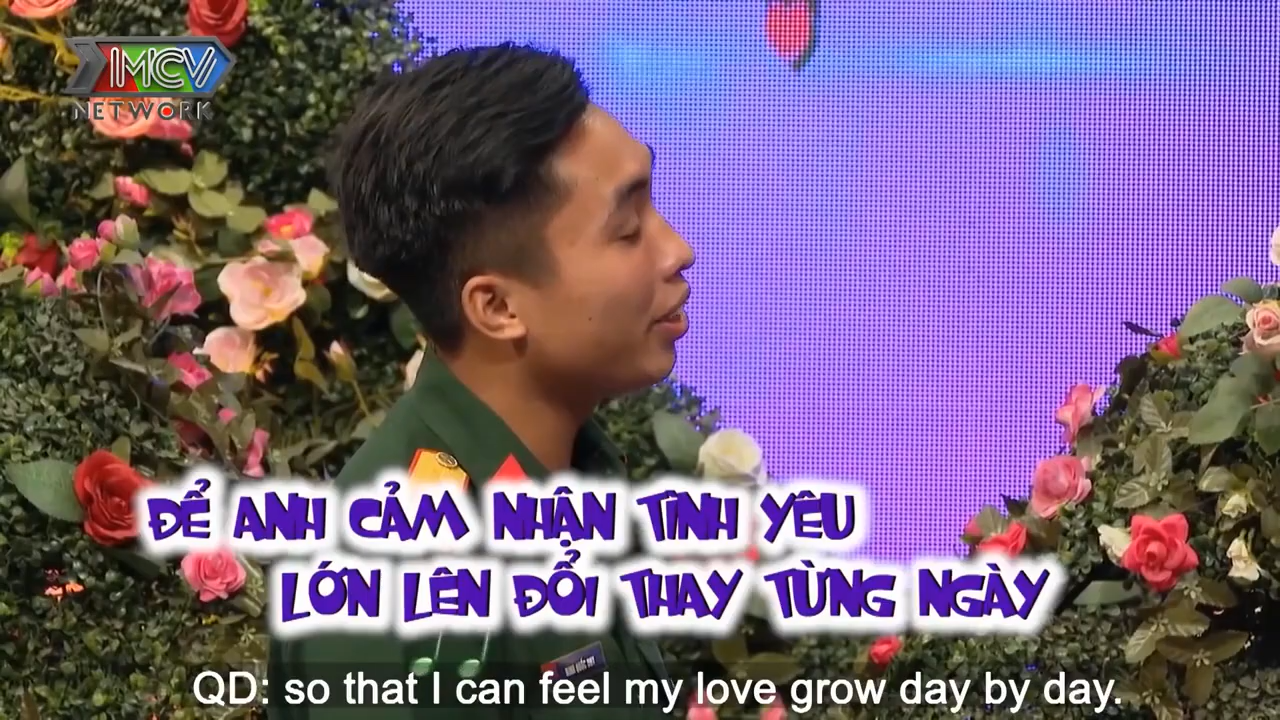 MCV
NETWORK
ĐỂ ANH CẢM NHẬN TÌNH YÊU
LỚN LÊN ĐỔI THAY TỪNG NGÀY
QD: so that I can feel my love grow day by day.